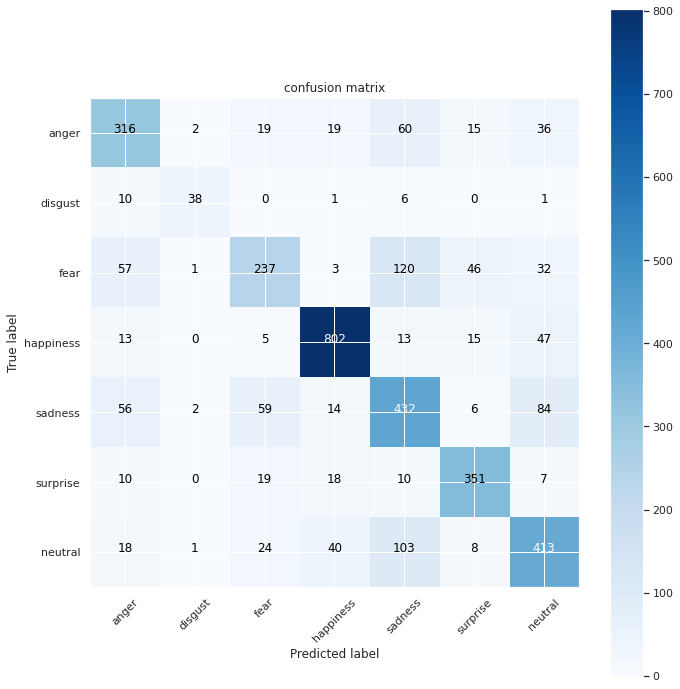 confusion matrix
True label
anger 316 2 19 19 60 15 36
disgust 10 38 0 1 6 0 1
fear 57 1 237 3 120 46 32
happiness 13 0 5 802 13 15 47
sadness 56 2 59 14 432 6 84
surprise 10 0 19 18 10 351 7
neutral 18 1 24 40 103 8 413
anger disgust fear happiness sadness surprise neutral
Predicted label
800
700
600
500
400
300
200
100
0